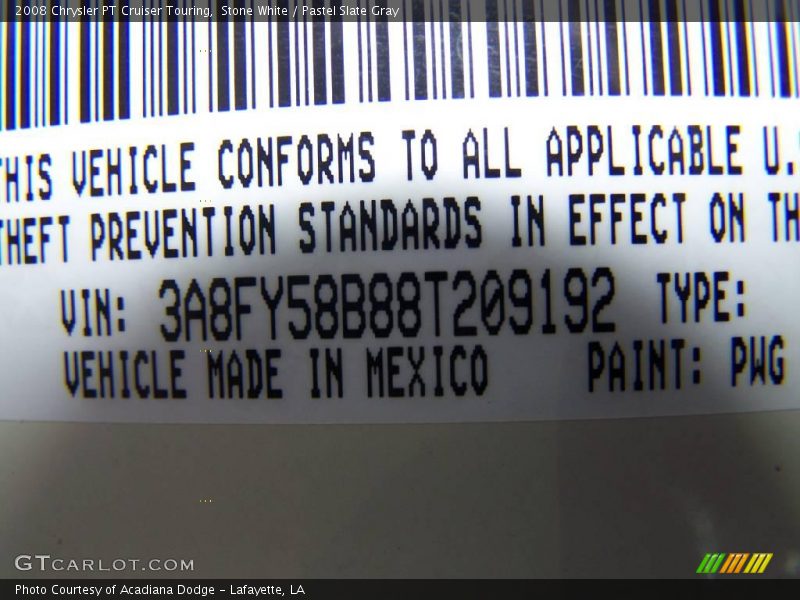 2008 Chrysler PT Cruiser Touring, Stone White / Pastel Slate Gray
THIS VEHICLE CONFORMS TO ALL APPLICABLE U.S
THEFT PREVENTION STANDARDS IN EFFECT ON TH
VIN: 3A8FY58B88T209192 TYPE:
VEHICLE MADE IN MEXICO PAINT: PWG
GTCARLOT.COM
Photo Courtesy of Acadiana Dodge - Lafayette, LA